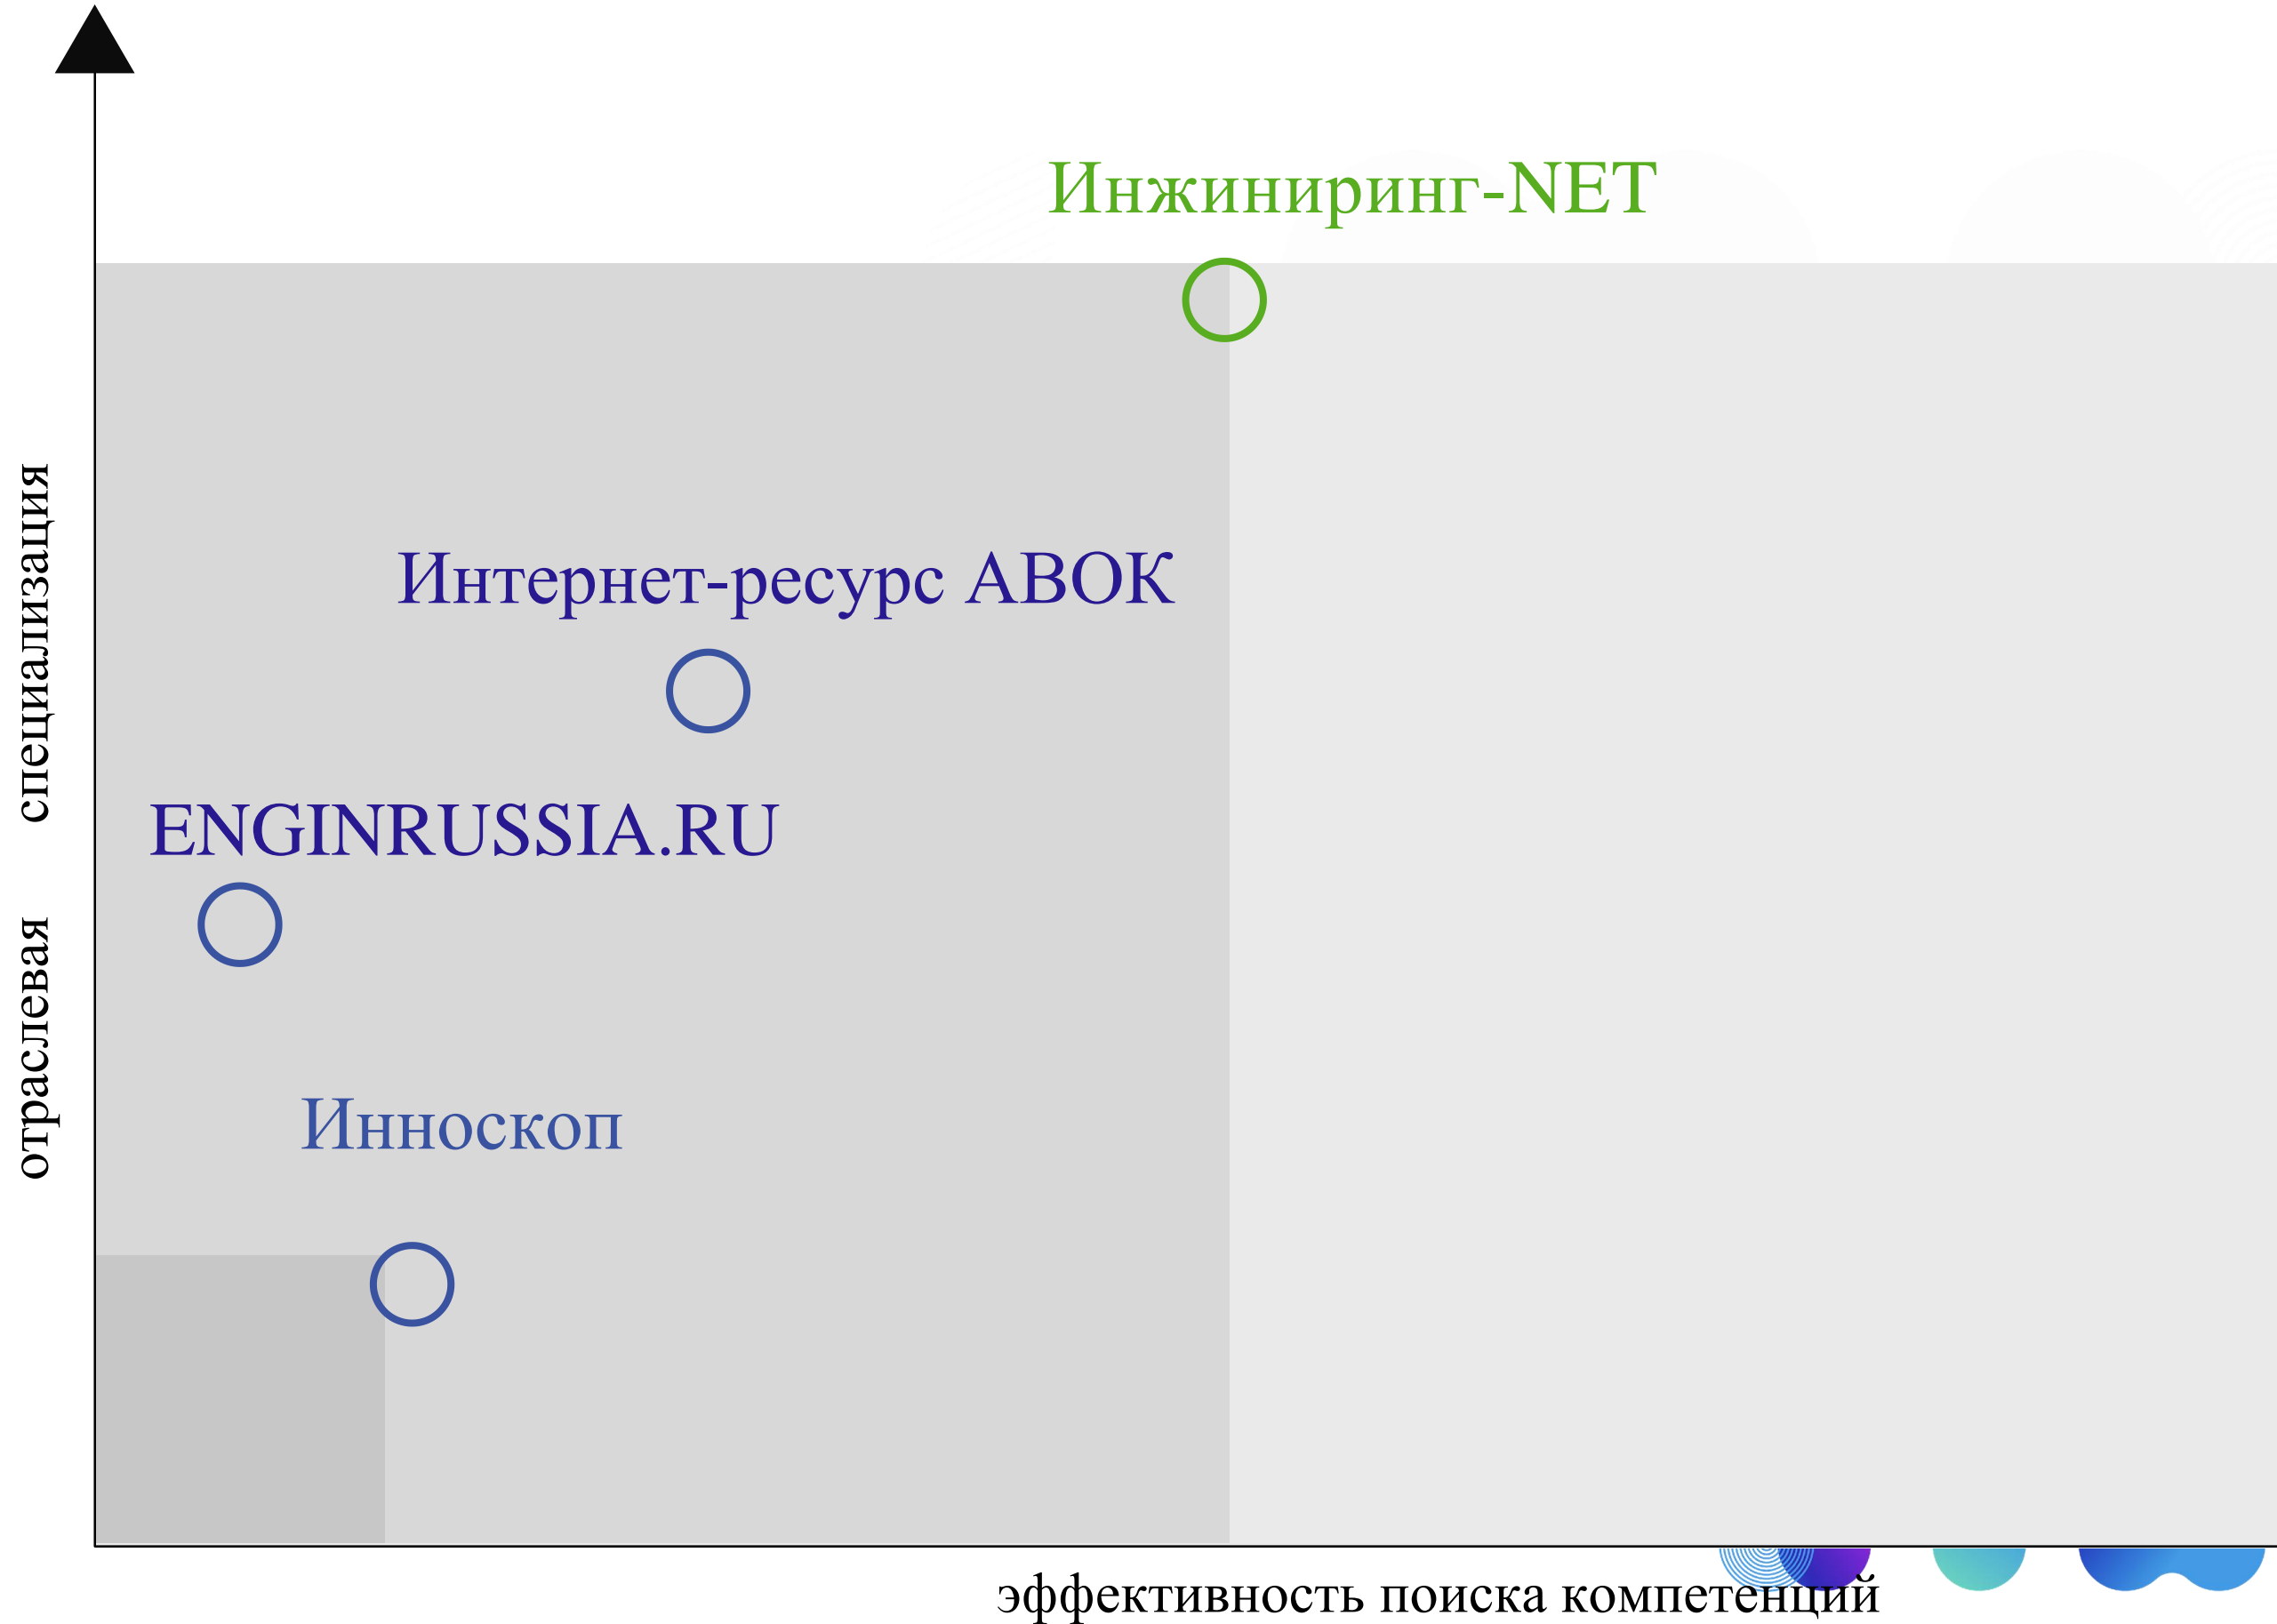 Инжиниринг-NET
Интернет-ресурс АВОК
ENGINRUSSIA.RU
Инноскоп
отраслевая специализация
эффективность поиска компетенций